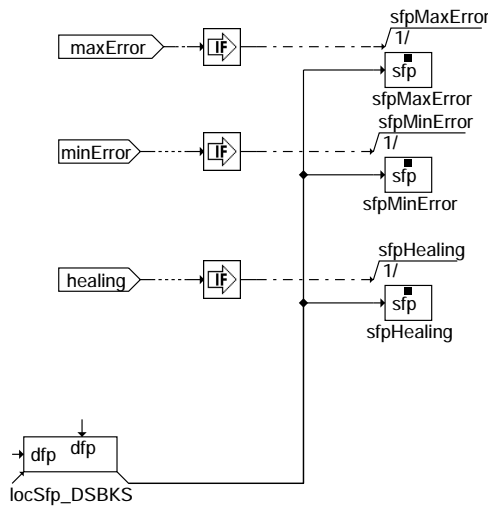 sfpMaxError
maxError
IF
1/
sfp
sfpMaxError
sfpMinError
minError
IF
1/
sfp
sfpMinError
sfpHealing
healing
IF
1/
sfp
sfpHealing
dfp dfp
locSfp_DSBKS